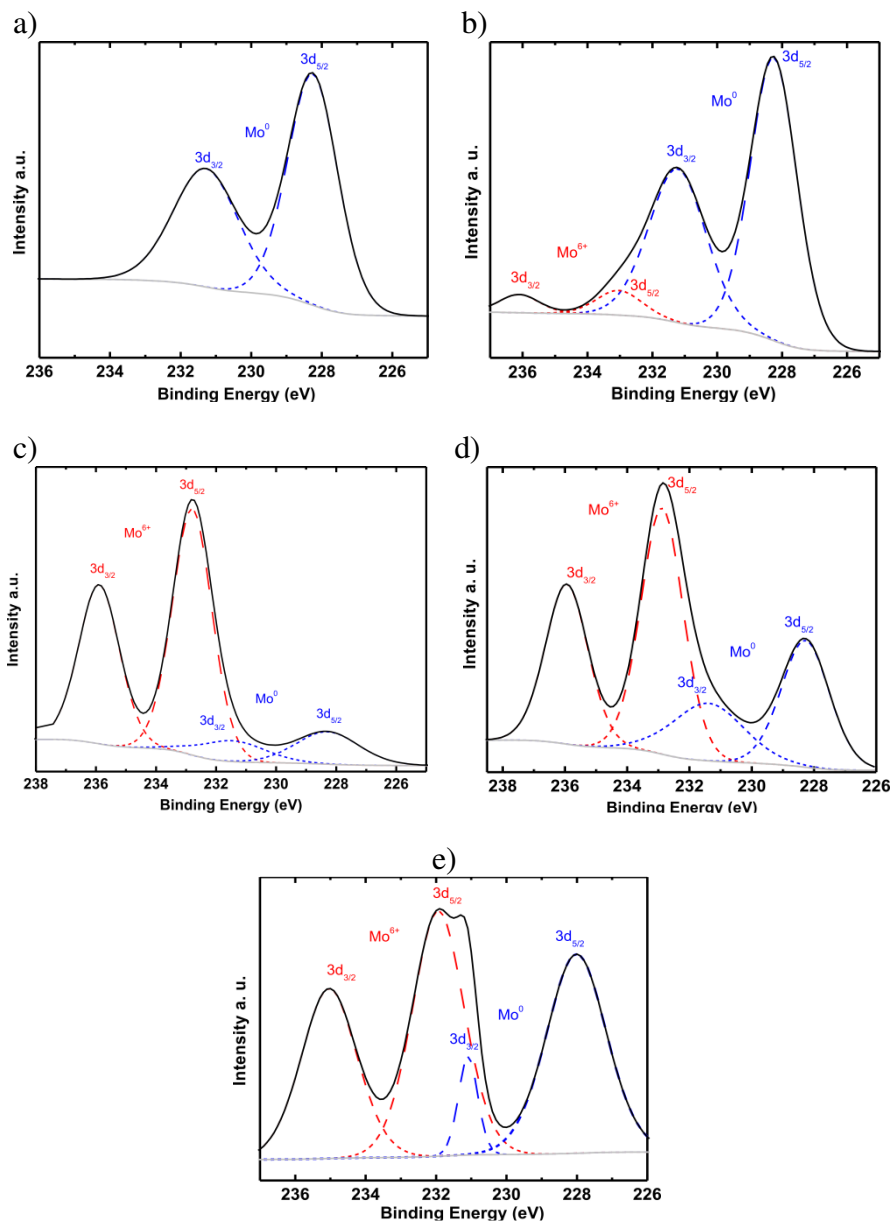 a)
3d5/2
Mo0
3d3/2
Intensity a.u.
236 234 232 230 228 226
Binding Energy (eV)
b)
3d5/2
Mo0
3d3/2
Mo6+
3d3/2
3d5/2
Intensity a.u.
236 234 232 230 228 226
Binding Energy (eV)
c)
3d5/2
Mo6+
3d3/2
Mo0
3d3/2
3d5/2
Intensity a.u.
238 236 234 232 230 228 226
Binding Energy (eV)
d)
3d5/2
Mo6+
3d3/2
3d5/2
Mo0
3d3/2
Intensity a. u.
238 236 234 232 230 228 226
Binding Energy (eV)
e)
3d5/2
Mo6+
3d5/2
3d3/2
Mo0
3d3/2
Intensity a. u.
236 234 232 230 228 226
Binding Energy (eV)